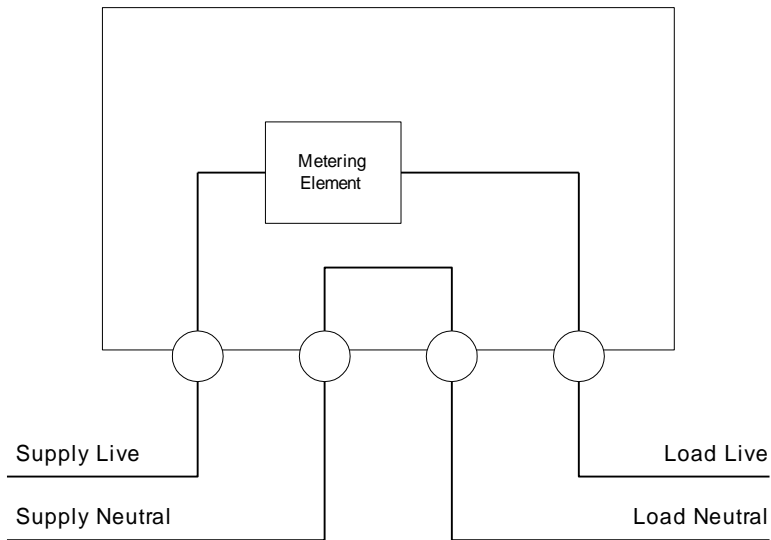 Metering
Element
Supply Live
Load Live
Supply Neutral
Load Neutral